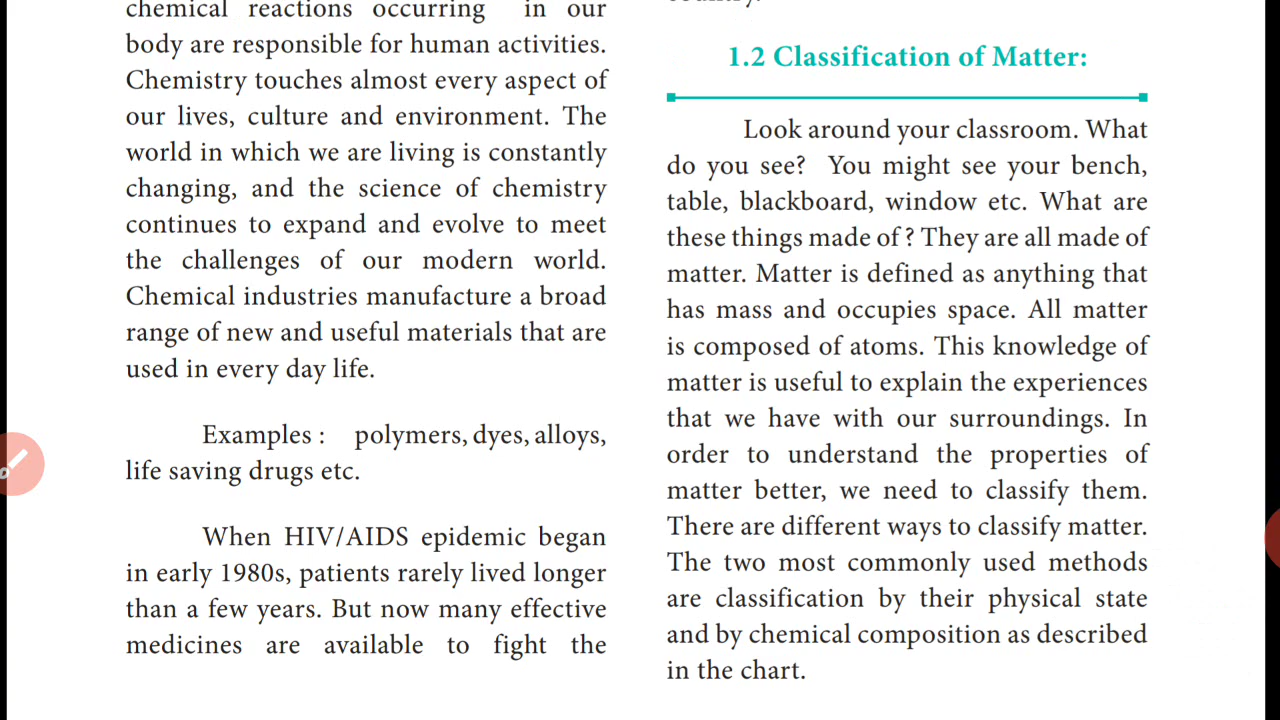 chemical reactions occurring in our
body are responsible for human activities.
Chemistry touches almost every aspect of
our lives, culture and environment. The
world in which we are living is constantly
changing, and the science of chemistry
continues to expand and evolve to meet
the challenges of our modern world.
Chemical industries manufacture a broad
range of new and useful materials that are
used in every day life.
Examples : polymers, dyes, alloys,
life saving drugs etc.
When HIV/AIDS epidemic began
in early 1980s, patients rarely lived longer
than a few years. But now many effective
medicines are available to fight the
1.2 Classification of Matter:
Look around your classroom. What
do you see? You might see your bench,
table, blackboard, window etc. What are
these things made of ? They are all made of
matter. Matter is defined as anything that
has mass and occupies space. All matter
is composed of atoms. This knowledge of
matter is useful to explain the experiences
that we have with our surroundings. In
order to understand the properties of
matter better, we need to classify them.
There are different ways to classify matter.
The two most commonly used methods
are classification by their physical state
and by chemical composition as described
in the chart.